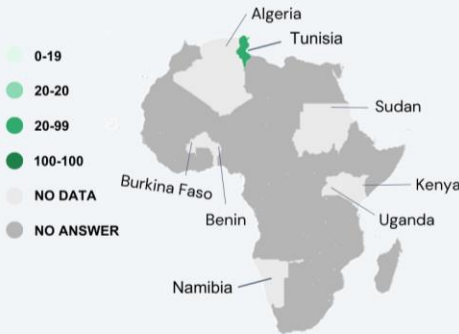 Algeria
Tunisia
0-19
20-20
20-99
100-100
NO DATA
NO ANSWER
Sudan
Burkina Faso
Benin
Kenya
Uganda
Namibia